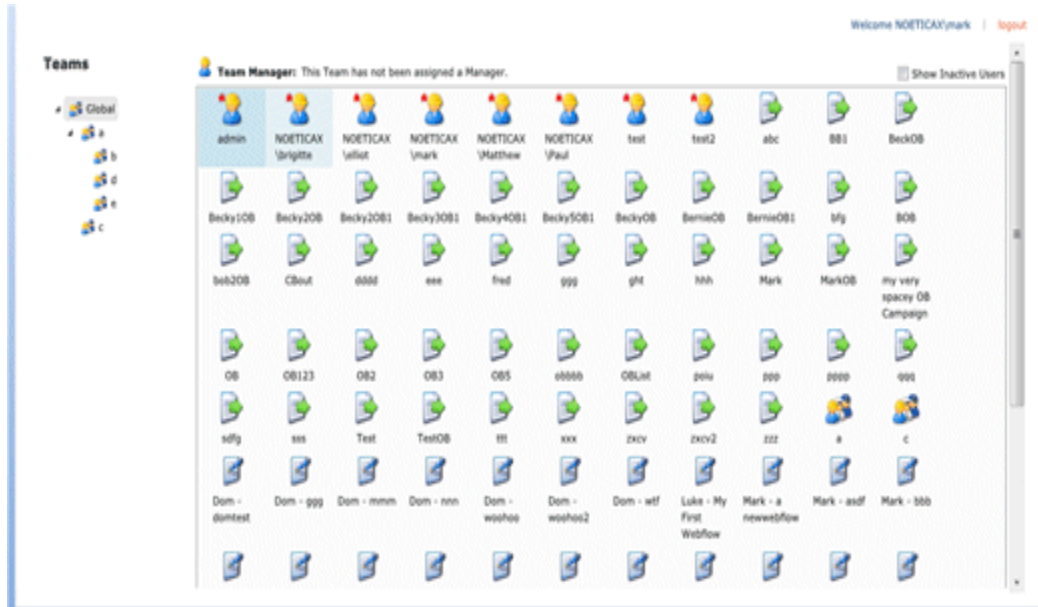 Welcome NOETICAX\mark | logout
Teams
Team Manager: This Team has not been assigned a Manager.
Show Inactive Users
Global
a
b
d
e
c
admin NOETICAX NOETICAX NOETICAX NOETICAX NOETICAX test test2 abc BB1 BeckOB
\brigitte \elliot \mark \Matthew \Paul
Becky1OB Becky2OB Becky2OB1 Becky3OB1 Becky4OB1 Becky5OB1 BeckyOB BernieOB BernieOB1 bfg BOB
bob2OB CBout dddd eee fred ggg ght hhh Mark MarkOB my very
spacey OB
Campaign
OB OB123 OB2 OB3 OB5 obbbb OBList poiu ppp pppp qqq
sdfg sss Test TestOB ttt xxx zxcv zxcv2 zzz a c
Dom - Dom - ggg Dom - mmm Dom - nnn Dom - Dom - Dom - wtf Luke - My Mark - a Mark - asdf Mark - bbb
domtest woohoo woohoo2 First newwebflow
Webflow